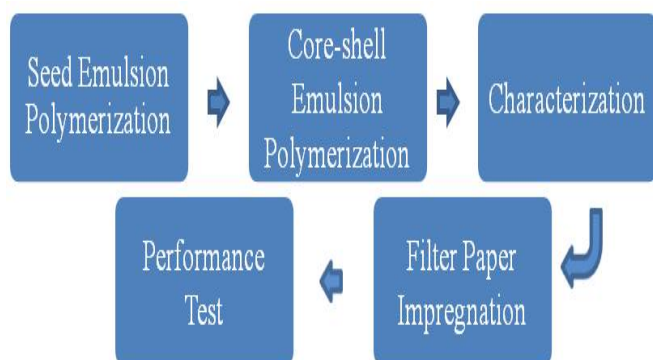 Seed Emulsion
Polymerization
Core-shell
Emulsion
Polymerization
Characterization
Filter Paper
Impregnation
Performance
Test